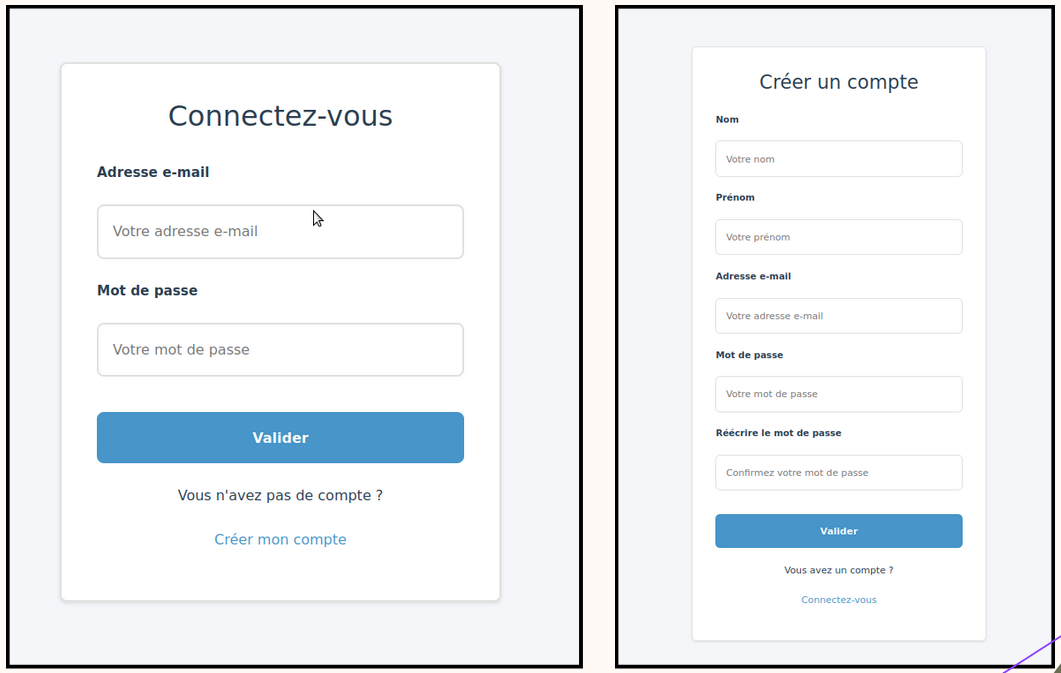 Connectez-vous
Adresse e-mail
Votre adresse e-mail
Mot de passe
Votre mot de passe
Valider
Vous n'avez pas de compte ?
Créer mon compte
Créer un compte
Nom
Votre nom
Prénom
Votre prénom
Adresse e-mail
Votre adresse e-mail
Mot de passe
Votre mot de passe
Réécrire le mot de passe
Confirmez votre mot de passe
Valider
Vous avez un compte ?
Connectez-vous